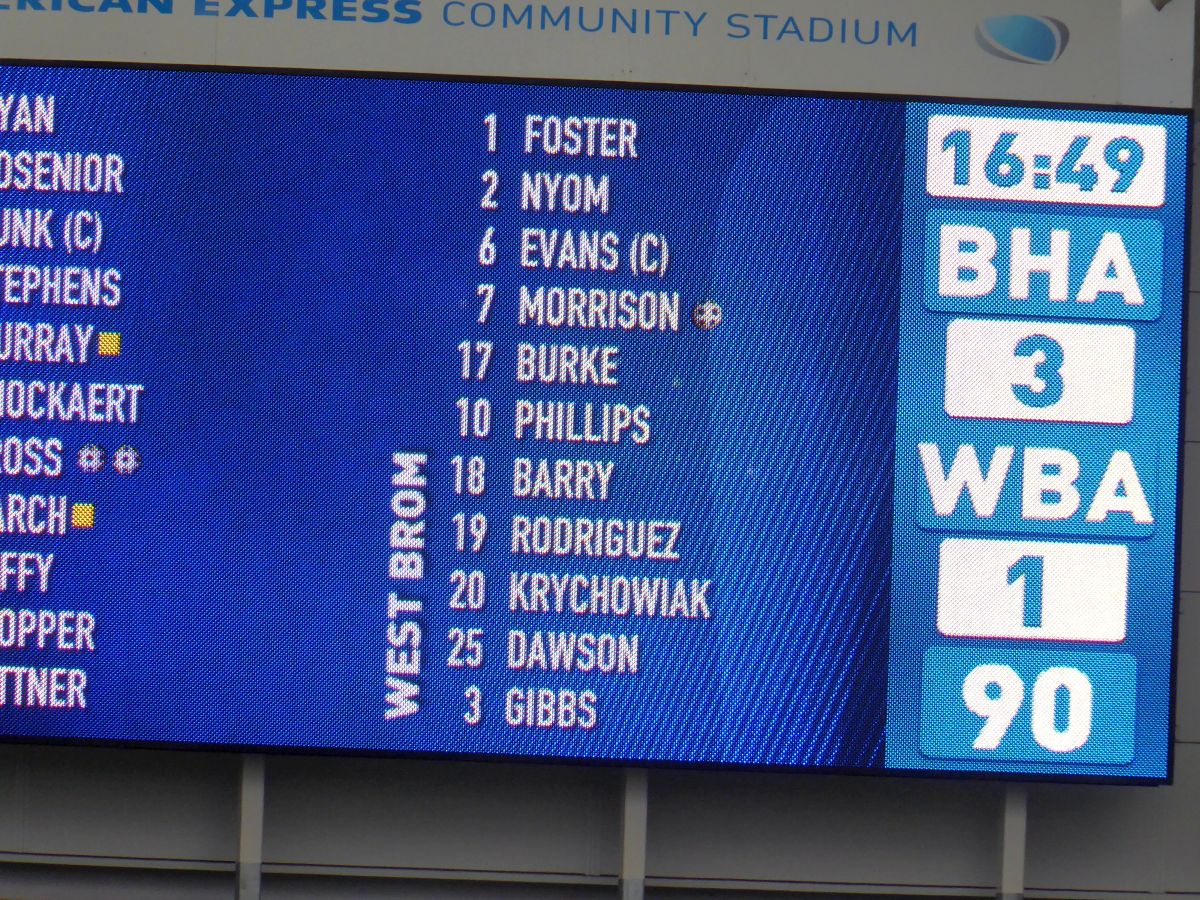 ERICAN EXPRESS COMMUNITY STADIUM
YAN
OSENIOR
UNK (C)
TEPHENS
URRAY
NOCKAERT
ROSS
ARCH
FFY
OPPER
TTNER
WEST BROM
1 FOSTER
2 NYOM
6 EVANS (C)
7 MORRISON
17 BURKE
10 PHILLIPS
18 BARRY
19 RODRIGUEZ
20 KRYCHOWIAK
25 DAWSON
3 GIBBS
16:49
BHA
3
WBA
1
90